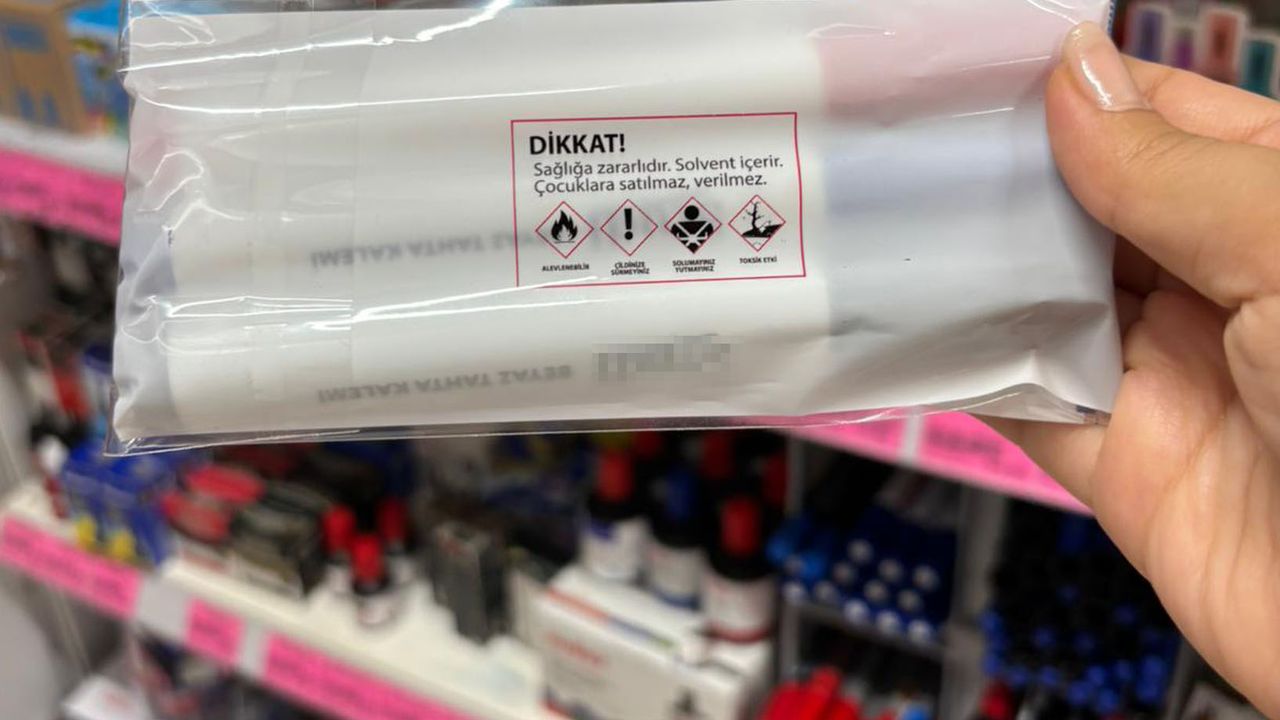 DİKKAT!
Sağlığa zararlıdır. Solvent içerir.
Çocuklara satılmaz, verilmez.
ALEVLENEBİLİR
CİLDİNİZE
SÜRMEYİNİZ
SOLUMAYINIZ
YUTMAYINIZ
TOKSİK ETKİ
BEYAZ TAHTA KALEMİ
BEYAZ TAHTA KALEMİ